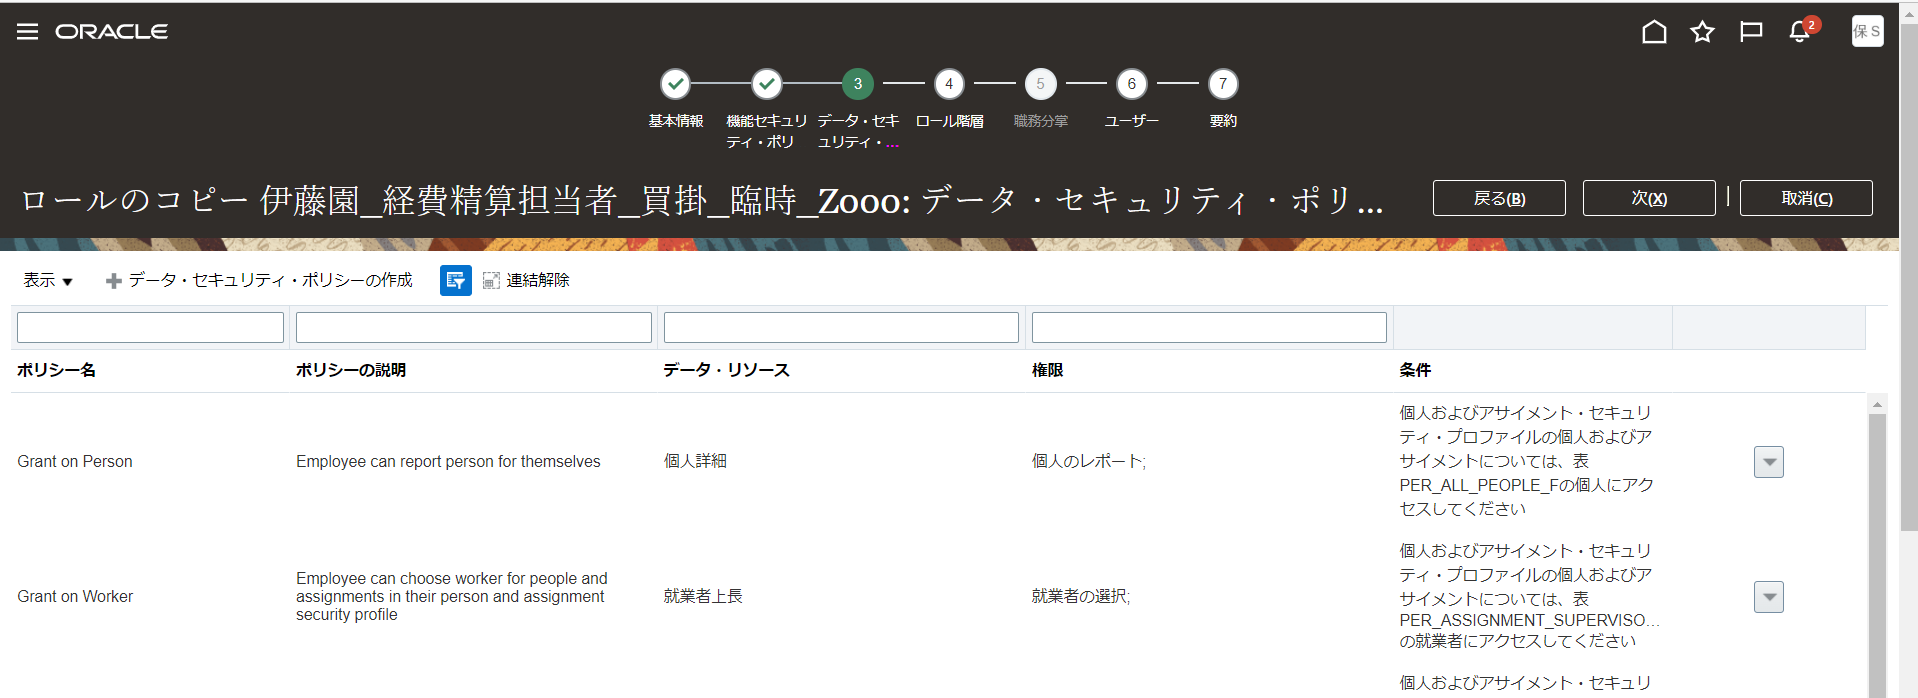 ORACLE
2
保 S
3
4
5
6
7
基本情報
機能セキュリ
ティ・ポリ
データ・セキ
ュリティ・...
ロール階層
職務分掌
ユーザー
要約
ロールのコピー 伊藤園_経費精算担当者_買掛_臨時_Zooo: データ・セキュリティ・ポリ...
戻る(B)
次(X)
取消(C)
表示
データ・セキュリティ・ポリシーの作成
連結解除
ポリシー名
ポリシーの説明
データ・リソース
権限
条件
Grant on Person
Employee can report person for themselves
個人詳細
個人のレポート;
個人およびアサイメント・セキュリ
ティ・プロファイルの個人およびア
サイメントについては、表
PER_ALL_PEOPLE_Fの個人にアク
セスしてください
Grant on Worker
Employee can choose worker for people and
assignments in their person and assignment
security profile
就業者上長
就業者の選択;
個人およびアサイメント・セキュリ
ティ・プロファイルの個人およびア
サイメントについては、表
PER_ASSIGNMENT_SUPERVISO...
の就業者にアクセスしてください
個人およびアサイメント・セキュリ